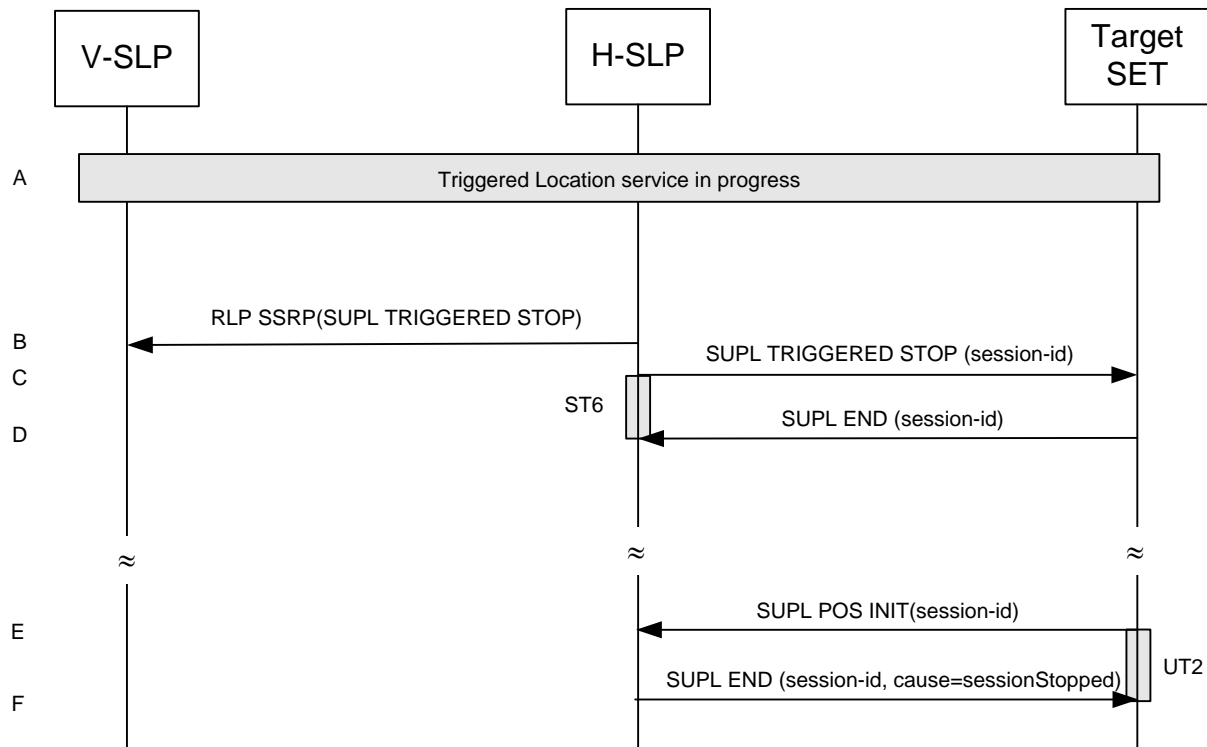 V-SLP
H-SLP
Target
SET
A
Triggered Location service in progress
RLP SSRP(SUPL TRIGGERED STOP)
B
SUPL TRIGGERED STOP (session-id)
C
ST6
SUPL END (session-id)
D
≈ ≈ ≈
SUPL POS INIT(session-id)
E
UT2
SUPL END (session-id, cause=sessionStopped)
F